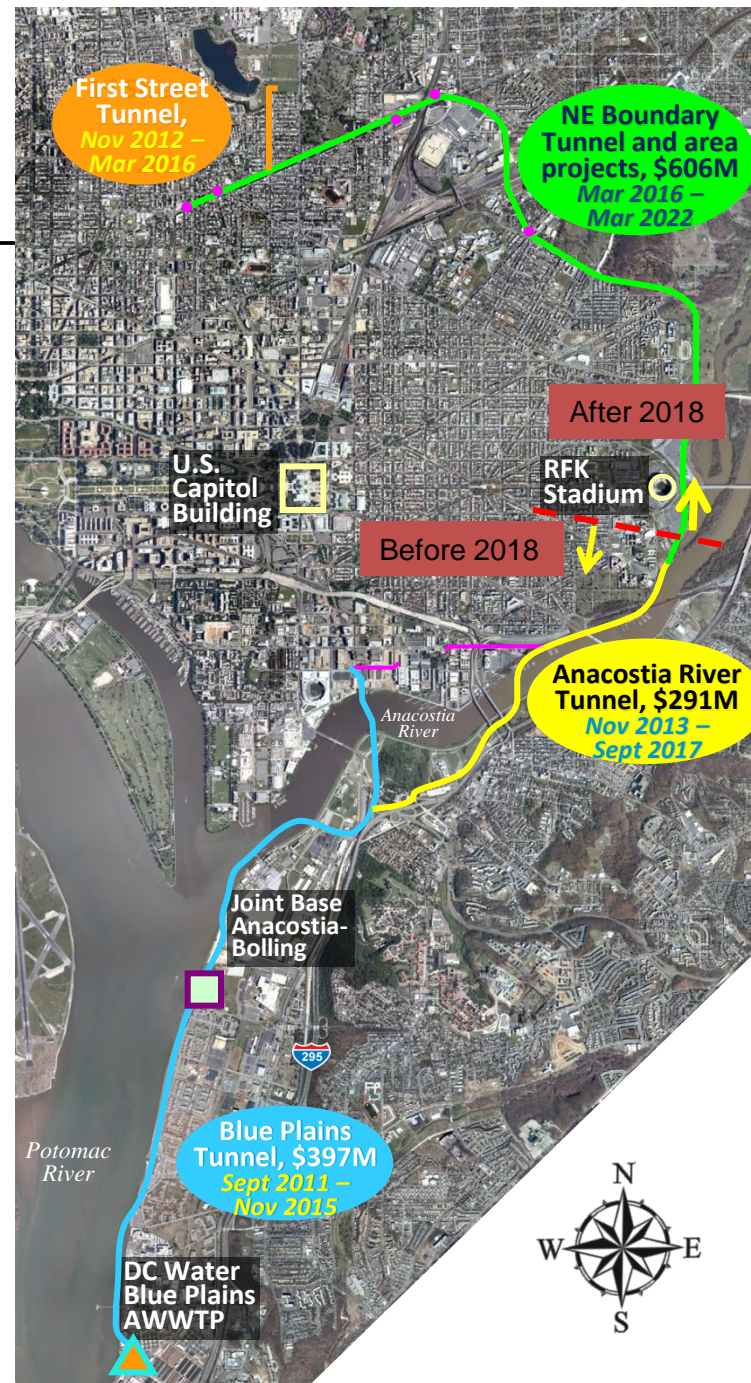 First Street
Tunnel,
Nov 2012 –
Mar 2016
NE Boundary
Tunnel and area
projects, $606M
Mar 2016 –
Mar 2022
After 2018
U.S.
Capitol
Building
RFK
Stadium
Before 2018
Anacostia River
Tunnel, $291M
Nov 2013 –
Sept 2017
Anacostia
River
Joint Base
Anacostia-
Bolling
295
Blue Plains
Tunnel, $397M
Sept 2011 –
Nov 2015
Potomac
River
DC Water
Blue Plains
AWWTP
N
W
E
S